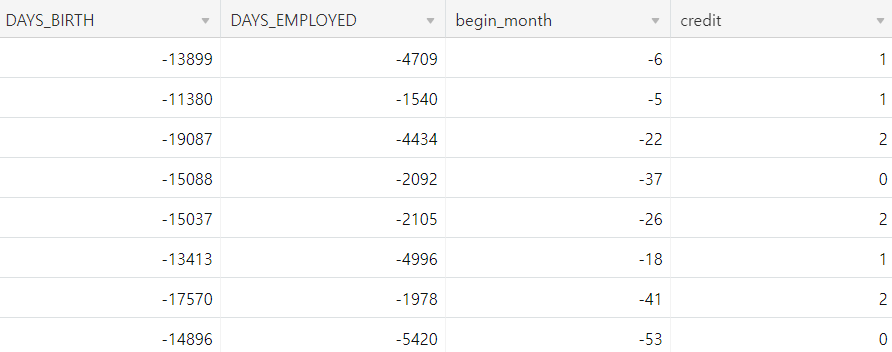 DAYS_BIRTH DAYS_EMPLOYED begin_month credit
-13899 -4709 -6 1
-11380 -1540 -5 1
-19087 -4434 -22 2
-15088 -2092 -37 0
-15037 -2105 -26 2
-13413 -4996 -18 1
-17570 -1978 -41 2
-14896 -5420 -53 0